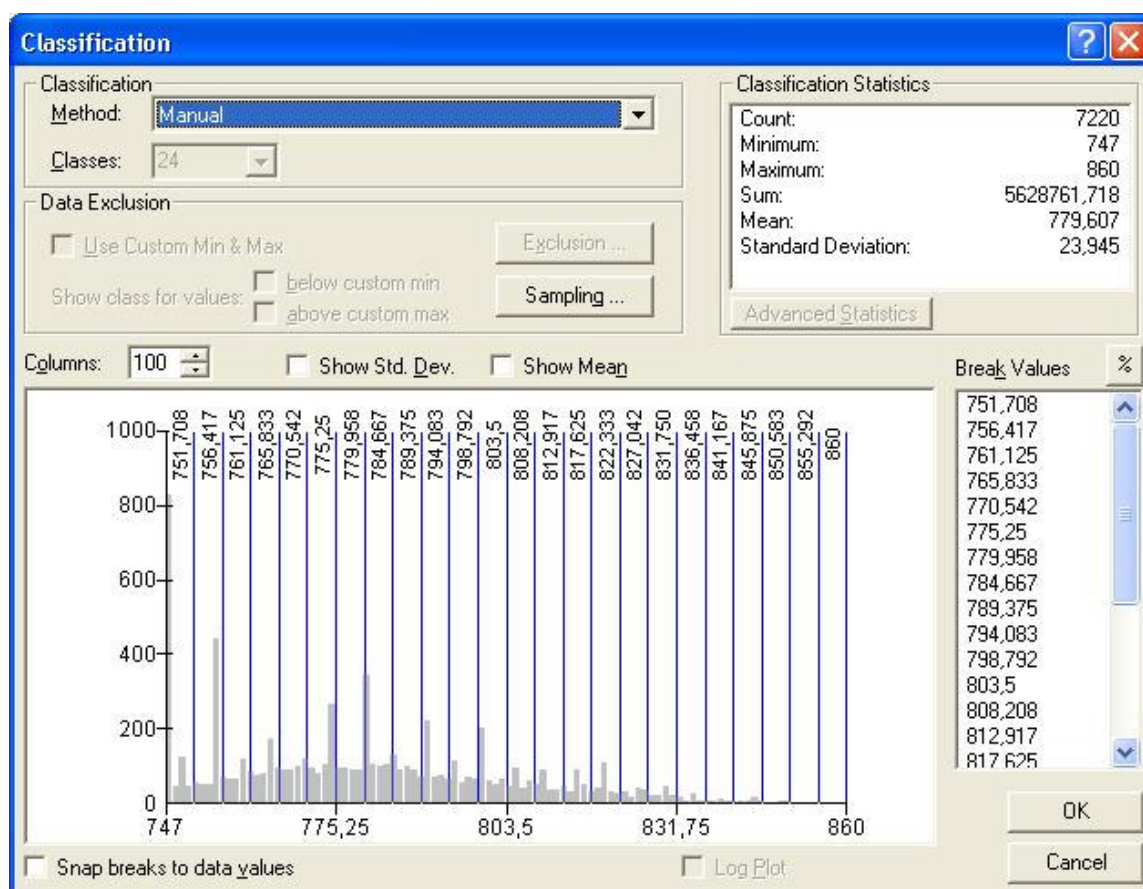 Classification
Classification
Method: Manual
Classes: 24
Data Exclusion
Use Custom Min & Max
Exclusion ...
Show class for values:
below custom min
above custom max
Sampling ...
Classification Statistics
Count: 7220
Minimum: 747
Maximum: 860
Sum: 5628761,718
Mean: 779,607
Standard Deviation: 23,945
Advanced Statistics
Columns: 100
Show Std. Dev.
Show Mean
Break Values
%
751,708
756,417
761,125
765,833
770,542
775,25
779,958
784,667
789,375
794,083
798,792
803,5
808,208
812,917
817,625
822,333
827,042
831,750
836,458
841,167
845,875
850,583
855,292
860
1000
800
600
400
200
0
747
775,25
803,5
831,75
860
751,708
756,417
761,125
765,833
770,542
775,25
779,958
784,667
789,375
794,083
798,792
803,5
808,208
812,917
817,625
Snap breaks to data values
Log Plot
OK
Cancel